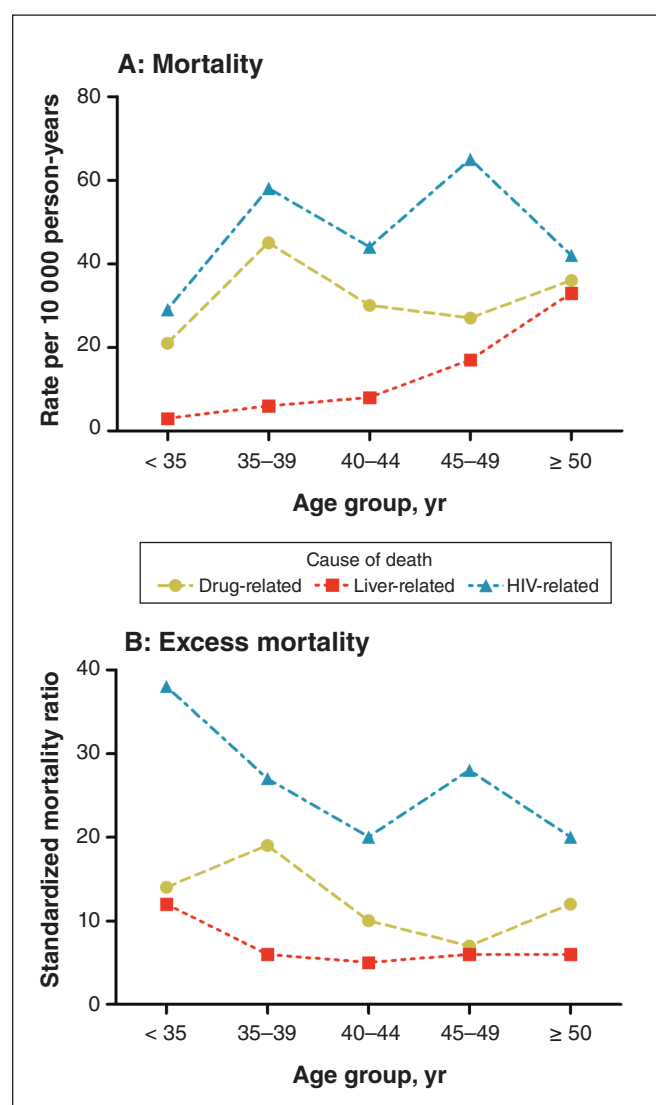 A: Mortality
80
60
40
20
0
Rate per 10 000 person-years
< 35 35–39 40–44 45–49 ≥ 50
Age group, yr
Cause of death
Drug-related Liver-related HIV-related
B: Excess mortality
40
30
20
10
0
Standardized mortality ratio
< 35 35–39 40–44 45–49 ≥ 50
Age group, yr